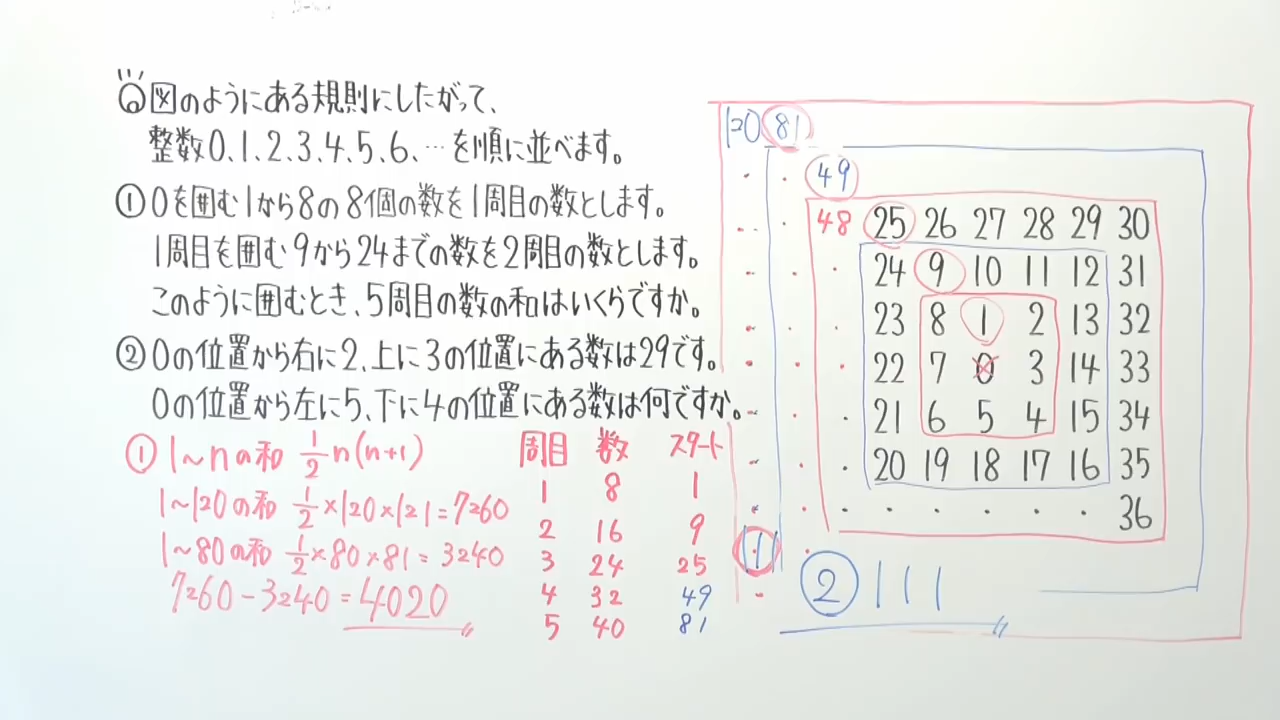 図のようにある規則にしたがって、
整数0、1、2、3、4、5、6、…を順に並べます。
①0を囲む1から8の8個の数を1周目の数とします。
1周目を囲む9から24までの数を2周目の数とします。
このように囲むとき、5周目の数の和はいくらですか。
②0の位置から右に2、上に3の位置にある数は29です。
0の位置から左に5、下に4の位置にある数は何ですか。
① 1~nの和 1/2 n(n+1)
1~120の和 1/2×120×121=7260
1~80の和 1/2×80×81=3240
7260-3240=4020
周目 数 スタート
1 8 1
2 16 9
3 24 25
4 32 49
5 40 81
120 81
49
48 25 26 27 28 29 30
24 9 10 11 12 31
23 8 1 2 13 32
22 7 0 3 14 33
21 6 5 4 15 34
20 19 18 17 16 35
36
111
② 111